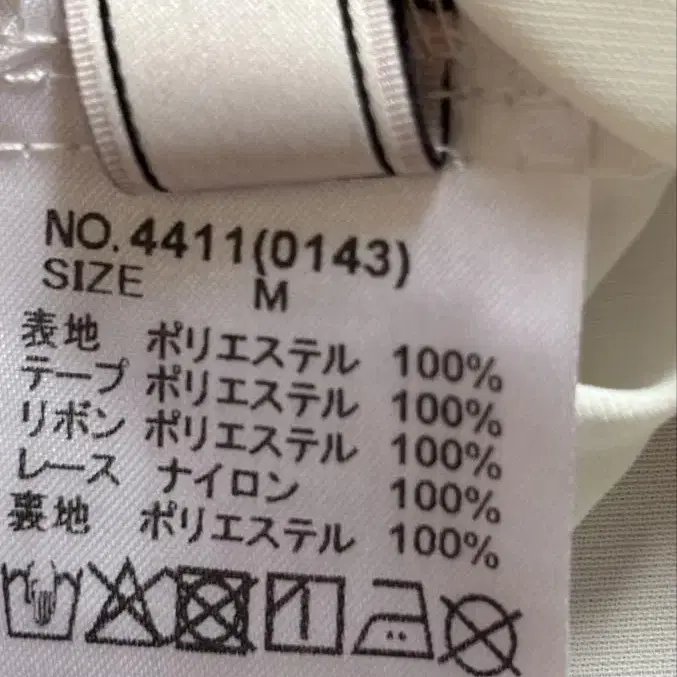 NO.4411(0143)
SIZE M
表地 ポリエステル 100%
テープ ポリエステル 100%
リボン ポリエステル 100%
レース ナイロン 100%
裏地 ポリエステル 100%